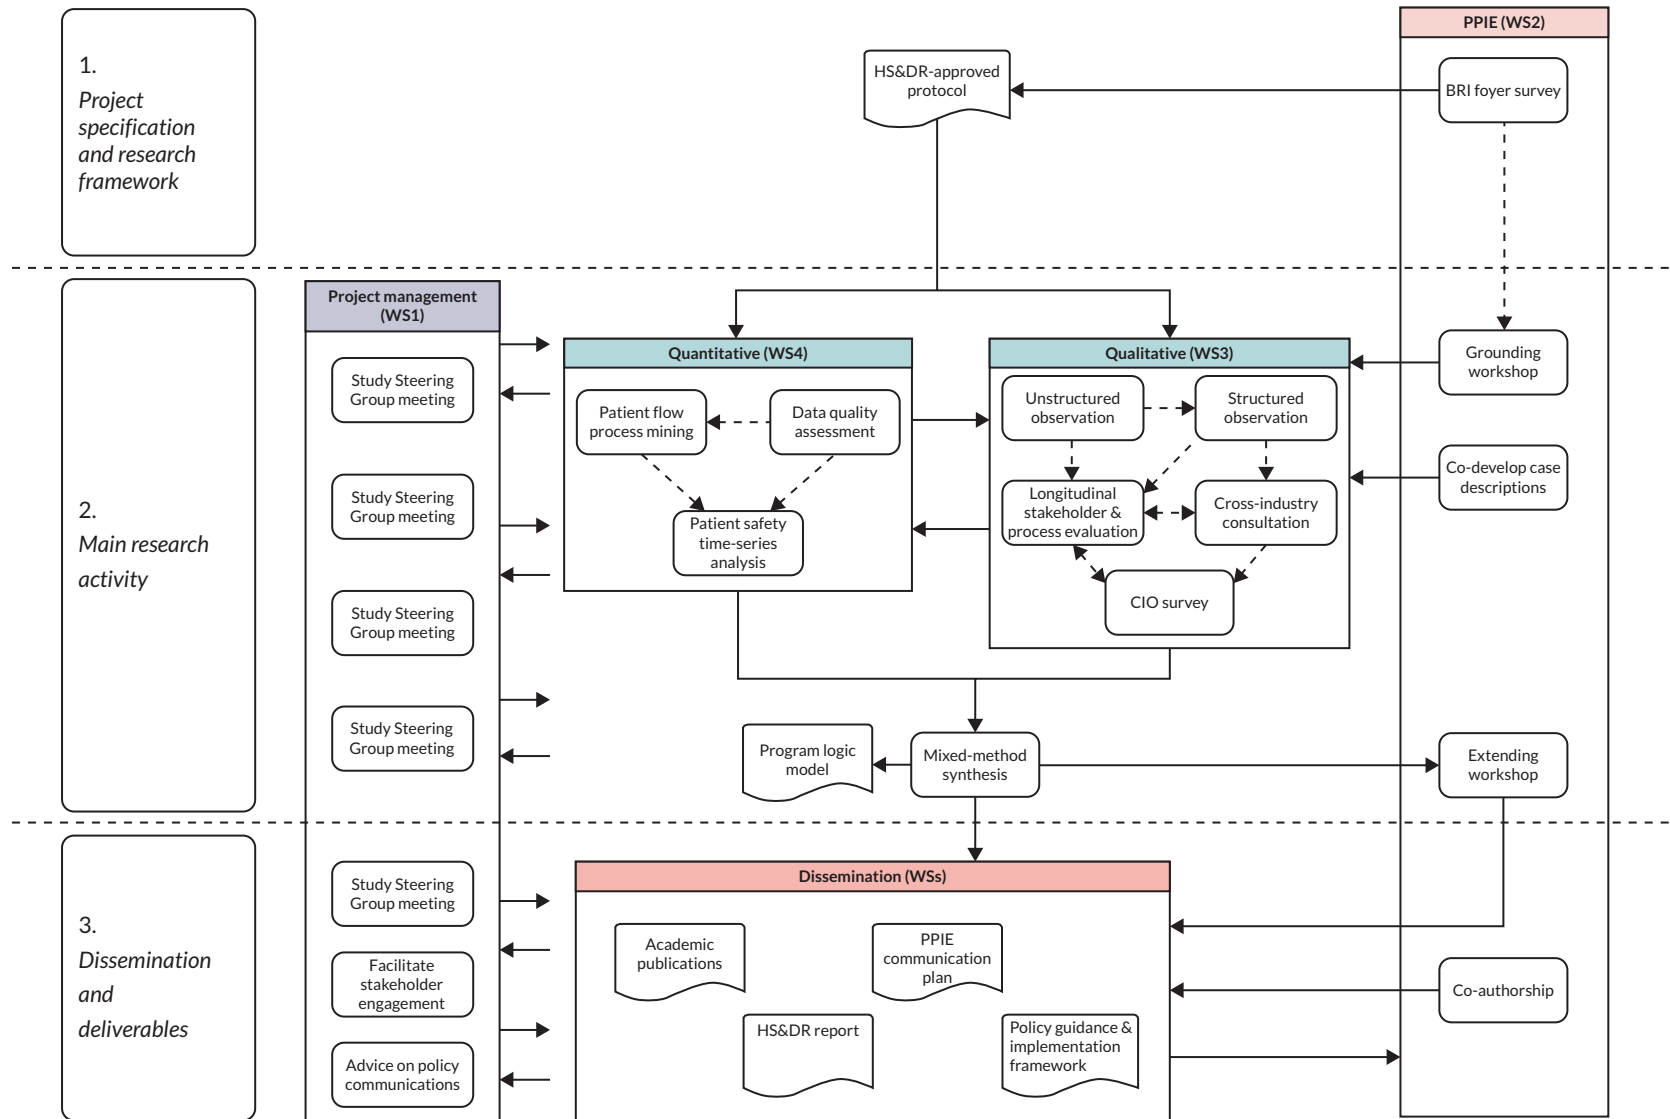 1.
Project
specification
and research
framework
HS&DR-approved
protocol
PPIE (WS2)
BRI foyer survey
2.
Main research
activity
Project management
(WS1)
Study Steering
Group meeting
Study Steering
Group meeting
Study Steering
Group meeting
Study Steering
Group meeting
Quantitative (WS4)
Patient flow
process mining
Data quality
assessment
Patient safety
time-series
analysis
Qualitative (WS3)
Unstructured
observation
Structured
observation
Longitudinal
stakeholder &
process evaluation
Cross-industry
consultation
CIO survey
Grounding
workshop
Co-develop case
descriptions
Program logic
model
Mixed-method
synthesis
Extending
workshop
3.
Dissemination
and
deliverables
Study Steering
Group meeting
Facilitate
stakeholder
engagement
Advice on policy
communications
Dissemination (WSs)
Academic
publications
PPIE
communication
plan
HS&DR report
Policy guidance &
implementation
framework
Co-authorship